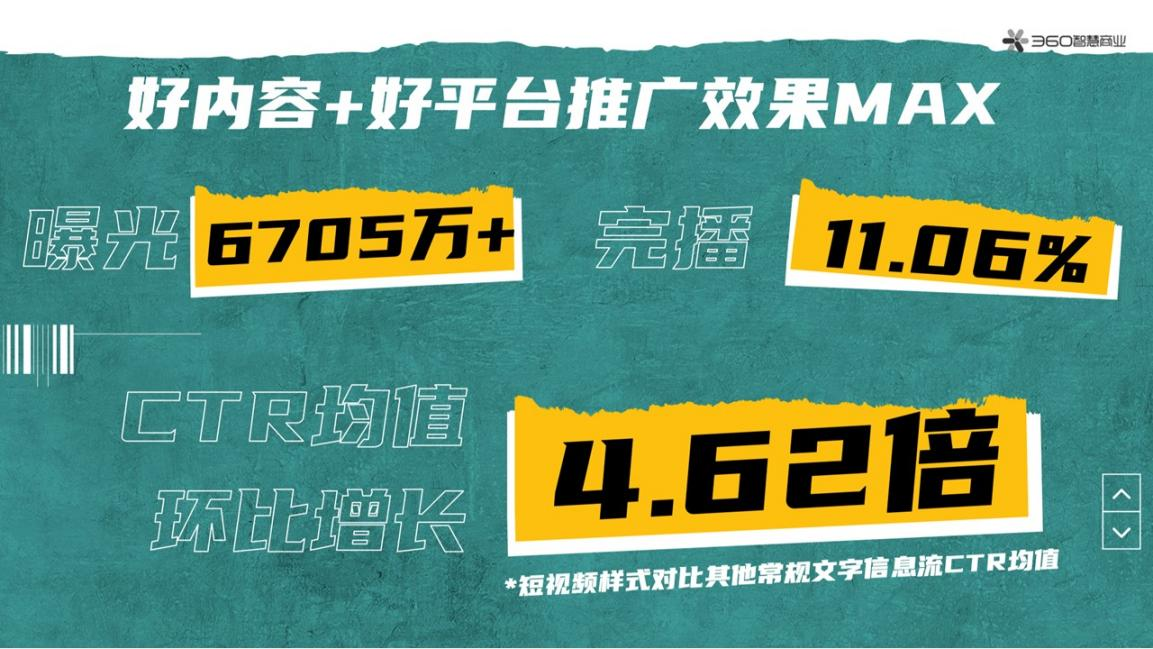 360智慧商业
好内容+好平台推广效果MAX
曝光 6705万+ 完播 11.06%
CTR均值
环比增长
4.62倍
*短视频样式对比其他常规文字信息流CTR均值